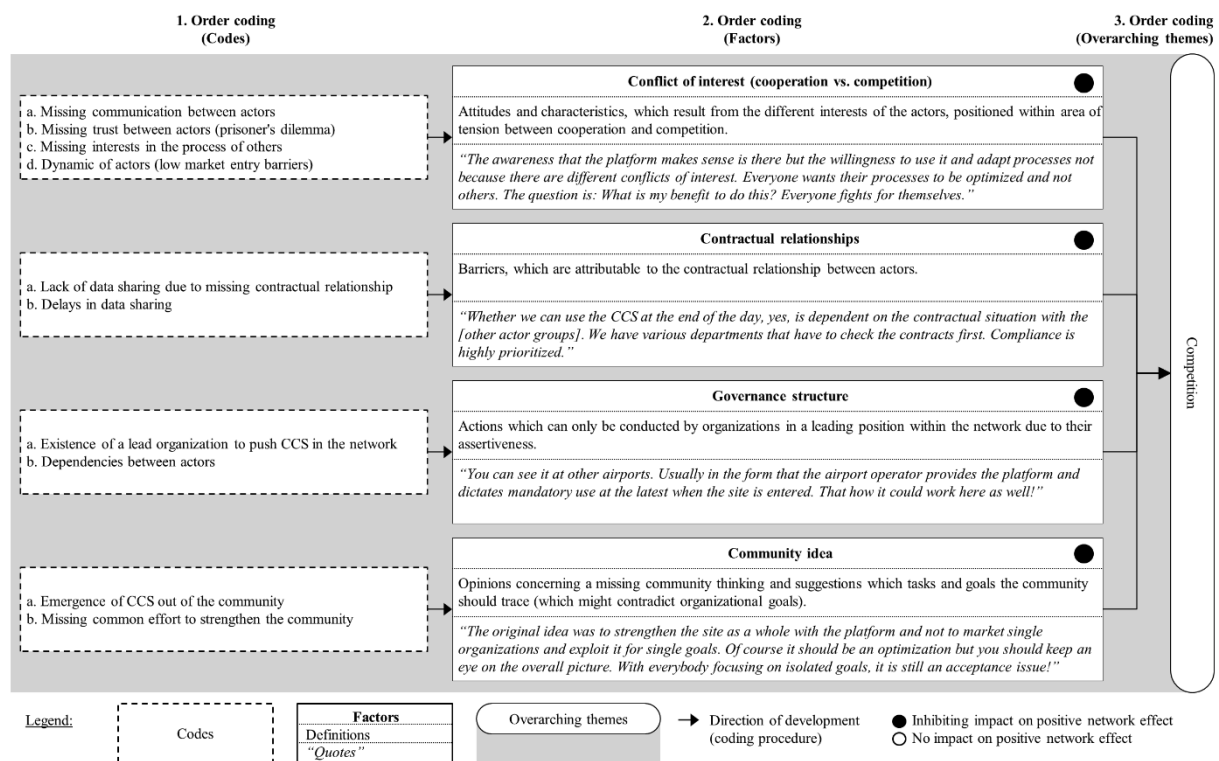 1. Order coding
(Codes)
2. Order coding
(Factors)
3. Order coding
(Overarching themes)
a. Missing communication between actors
b. Missing trust between actors (prisoner's dilemma)
c. Missing interests in the process of others
d. Dynamic of actors (low market entry barriers)
Conflict of interest (cooperation vs. competition)
Attitudes and characteristics, which result from the different interests of the actors, positioned within area of
tension between cooperation and competition.
“The awareness that the platform makes sense is there but the willingness to use it and adapt processes not
because there are different conflicts of interest. Everyone wants their processes to be optimized and not
others. The question is: What is my benefit to do this? Everyone fights for themselves.”
a. Lack of data sharing due to missing contractual relationship
b. Delays in data sharing
Contractual relationships
Barriers, which are attributable to the contractual relationship between actors.
“Whether we can use the CCS at the end of the day, yes, is dependent on the contractual situation with the
[other actor groups]. We have various departments that have to check the contracts first. Compliance is
highly prioritized.”
a. Existence of a lead organization to push CCS in the network
b. Dependencies between actors
Governance structure
Actions which can only be conducted by organizations in a leading position within the network due to their
assertiveness.
“You can see it at other airports. Usually in the form that the airport operator provides the platform and
dictates mandatory use at the latest when the site is entered. That how it could work here as well!”
a. Emergence of CCS out of the community
b. Missing common effort to strengthen the community
Community idea
Opinions concerning a missing community thinking and suggestions which tasks and goals the community
should trace (which might contradict organizational goals).
“The original idea was to strengthen the site as a whole with the platform and not to market single
organizations and exploit it for single goals. Of course it should be an optimization but you should keep an
eye on the overall picture. With everybody focusing on isolated goals, it is still an acceptance issue!”
Competition
Legend:
Codes
Factors
Definitions
“Quotes”
Overarching themes
Direction of development
(coding procedure)
Inhibiting impact on positive network effect
No impact on positive network effect